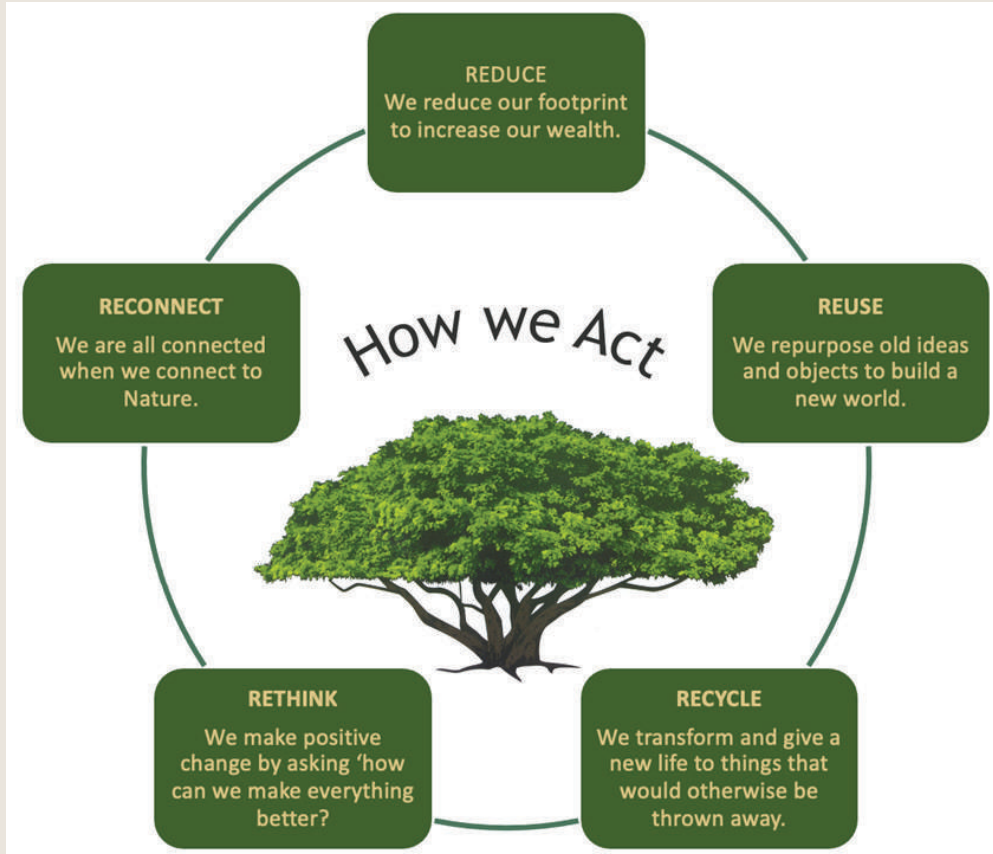 REDUCE
We reduce our footprint
to increase our wealth.
RECONNECT
We are all connected
when we connect to
Nature.
How we Act
REUSE
We repurpose old ideas
and objects to build a
new world.
RETHINK
We make positive
change by asking ‘how
can we make everything
better?
RECYCLE
We transform and give a
new life to things that
would otherwise be
thrown away.